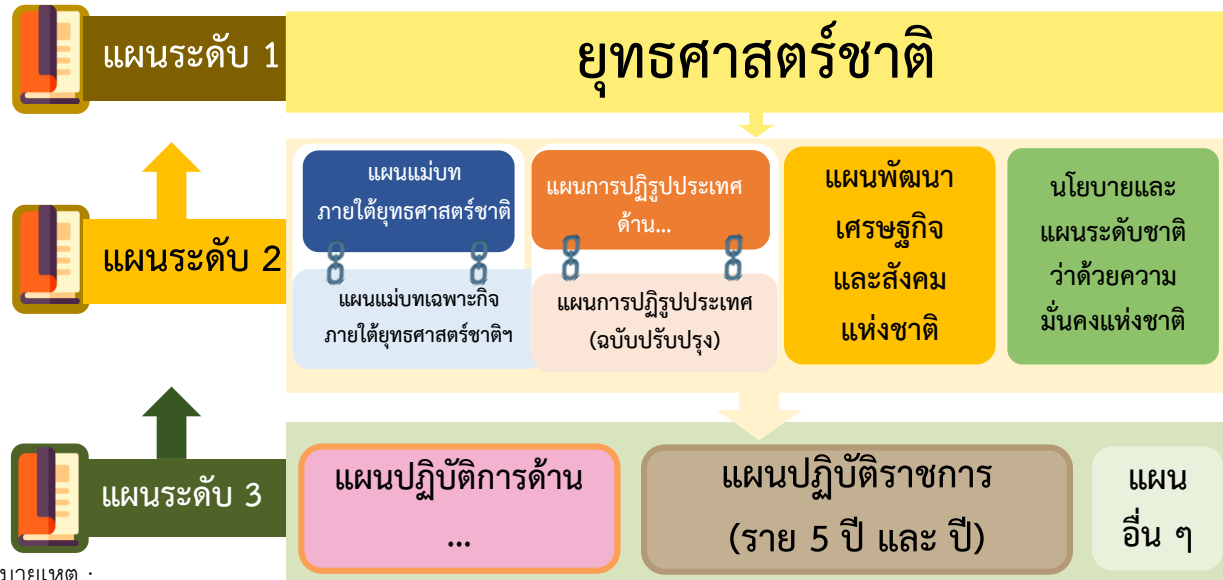 แผนระดับ 1
ยุทธศาสตร์ชาติ
แผนระดับ 2
แผนแม่บท
ภายใต้ยุทธศาสตร์ชาติ
แผนแม่บทเฉพาะกิจ
ภายใต้ยุทธศาสตร์ชาติฯ
แผนการปฏิรูปประเทศ
ด้าน...
แผนการปฏิรูปประเทศ
(ฉบับปรับปรุง)
แผนพัฒนา
เศรษฐกิจ
และสังคม
แห่งชาติ
นโยบายและ
แผนระดับชาติ
ว่าด้วยความ
มั่นคงแห่งชาติ
แผนระดับ 3
แผนปฏิบัติการด้าน
...
แผนปฏิบัติราชการ
(ราย 5 ปี และ ปี)
แผน
อื่น ๆ